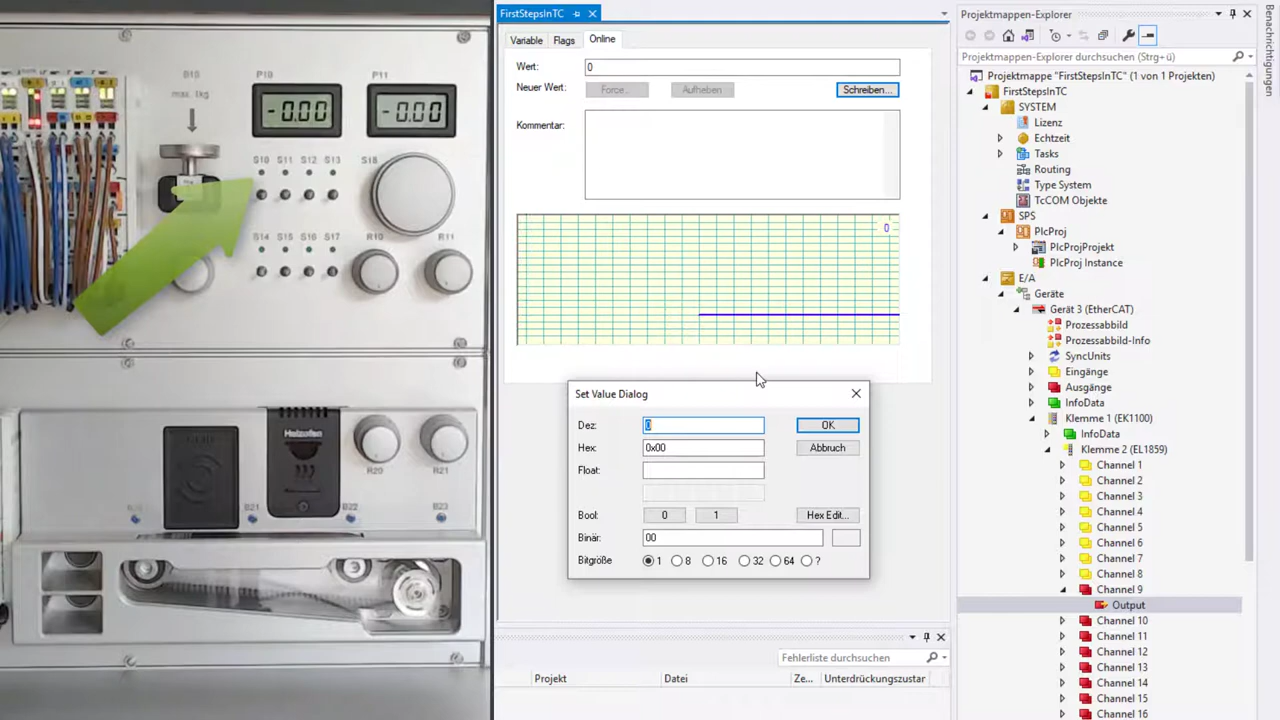 B10
max. 1kg
P10
P11
-0.00
-0.00
S10 S11 S12 S13
S18
S14 S15 S16 S17
R10
R11
Heizofen
R20
R21
B21
B22
B23
FirstStepsInTC
Variable
Flags
Online
Wert:
0
Neuer Wert:
Force...
Aufheben
Schreiben...
Kommentar:
0
Set Value Dialog
Dez:
0
OK
Hex:
0x00
Abbruch
Float:
Bool:
0
1
Hex Edit...
Binär:
00
Bitgröße
1
8
16
32
64
?
Fehlerliste durchsuchen
Projekt
Datei
Ze...
Unterdrückungszustar
Projektmappen-Explorer
Projektmappen-Explorer durchsuchen (Strg+ü)
Projektmappe "FirstStepsInTC" (1 von 1 Projekten)
FirstStepsInTC
SYSTEM
Lizenz
Echtzeit
Tasks
Routing
Type System
TcCOM Objekte
SPS
PlcProj
PlcProjProjekt
PlcProj Instance
E/A
Geräte
Gerät 3 (EtherCAT)
Prozessabbild
Prozessabbild-Info
SyncUnits
Eingänge
Ausgänge
InfoData
Klemme 1 (EK1100)
InfoData
Klemme 2 (EL1859)
Channel 1
Channel 2
Channel 3
Channel 4
Channel 5
Channel 6
Channel 7
Channel 8
Channel 9
Output
Channel 10
Channel 11
Channel 12
Channel 13
Channel 14
Channel 15
Channel 16
Benachrichtigungen